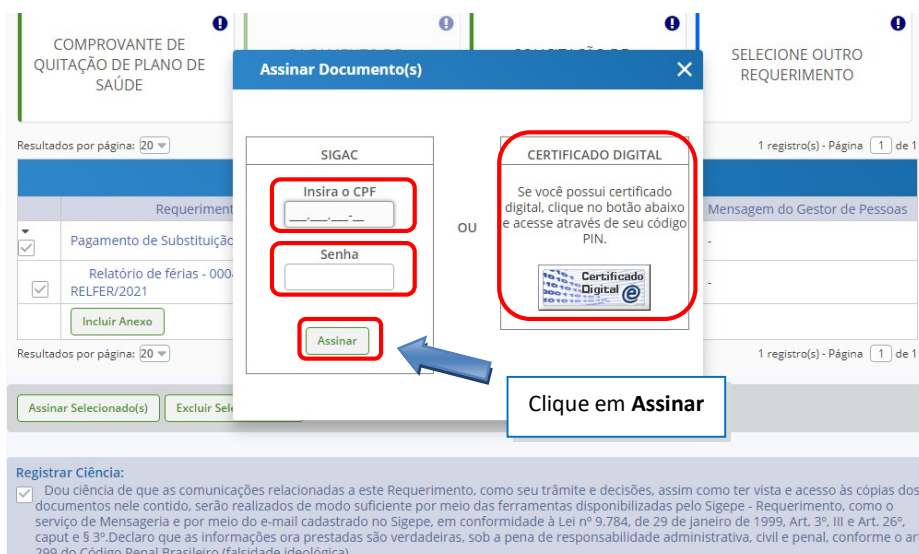 COMPROVANTE DE
QUITAÇÃO DE PLANO DE
SAÚDE
SELECIONE OUTRO
REQUERIMENTO
Assinar Documento(s)
Resultados por página: 20
1 registro(s) - Página 1 de 1
SIGAC
Insira o CPF
___.___.___-__
Senha
Assinar
OU
CERTIFICADO DIGITAL
Se você possui certificado
digital, clique no botão abaixo
e acesse através de seu código
PIN.
Certificado
Digital
Mensagem do Gestor de Pessoas
Pagamento de Substituição
-
Relatório de férias -
RELFER/2021
-
Incluir Anexo
Resultados por página: 20
1 registro(s) - Página 1 de 1
Clique em Assinar
Assinar Selecionado(s)
Excluir
Registrar Ciência:
Dou ciência de que as comunicações relacionadas a este Requerimento, como seu trâmite e decisões, assim como ter vista e acesso às cópias dos
documentos nele contido, serão realizados de modo suficiente por meio das ferramentas disponibilizadas pelo Sigepe - Requerimento, como o
serviço de Mensageria e por meio do e-mail cadastrado no Sigepe, em conformidade à Lei nº 9.784, de 29 de janeiro de 1999, Art. 3º, III e Art. 26º,
caput e § 3º.Declaro que as informações ora prestadas são verdadeiras, sob a pena de responsabilidade administrativa, civil e penal, conforme o
299 do Código Penal Brasileiro (falsidade ideológica)